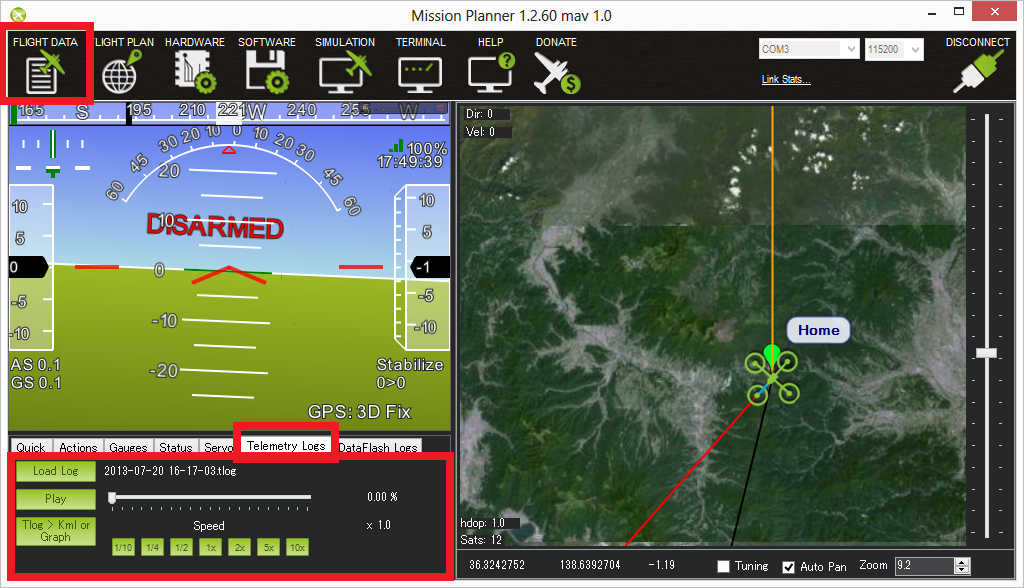 Mission Planner 1.2.60 mav 1.0
FLIGHT DATA
FLIGHT PLAN
HARDWARE
SOFTWARE
SIMULATION
TERMINAL
HELP
DONATE
COM3
115200
DISCONNECT
Link Stats...
165 S 195 210 221 W 240 255 W
60 45 30 20 10 0 10 20 30 45 60
100%
17:49:39
20
DISARMED
10
0
-10
-20
10
5
0
-5
-10
10
5
-1
-5
-10
AS 0.1
GS 0.1
Stabilize
0>0
GPS: 3D Fix
Dir: 0
Vel: 0
Home
hdop: 1.0
Sats: 12
Quick Actions Gauges Status Servo Telemetry Logs DataFlash Logs
Load Log 2013-07-20 16-17-03.tlog
Play 0.00 %
Tlog > Kml or
Graph
Speed x 1.0
1/10 1/4 1/2 1x 2x 5x 10x
36.3242752 138.6392704 -1.19 Tuning Auto Pan Zoom 9.2